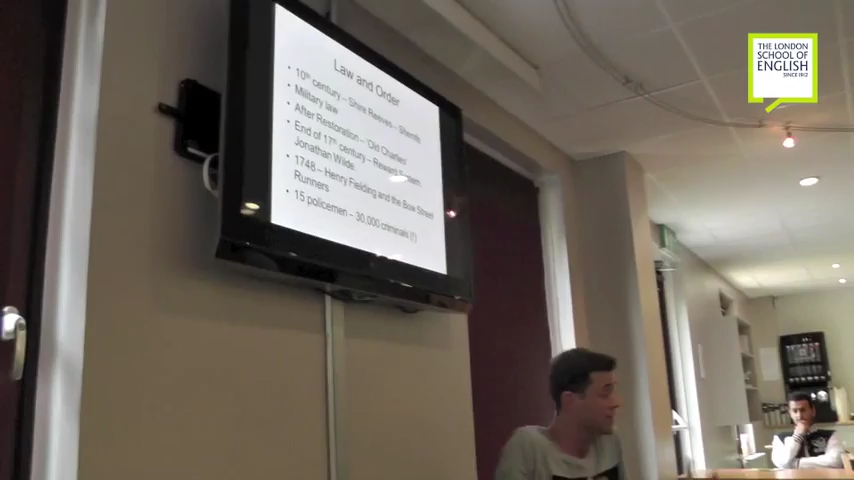 Law and Order
• 10th century – Shire Reeves – Sherriffs
• Military law
• After Restoration – 'Old Charlies'
• End of 17th century – Reward System.
Jonathan Wilde.
• 1748 – Henry Fielding and the Bow Street
Runners
• 15 policemen – 30,000 criminals (!)
THE LONDON
SCHOOL OF
ENGLISH
SINCE 1912